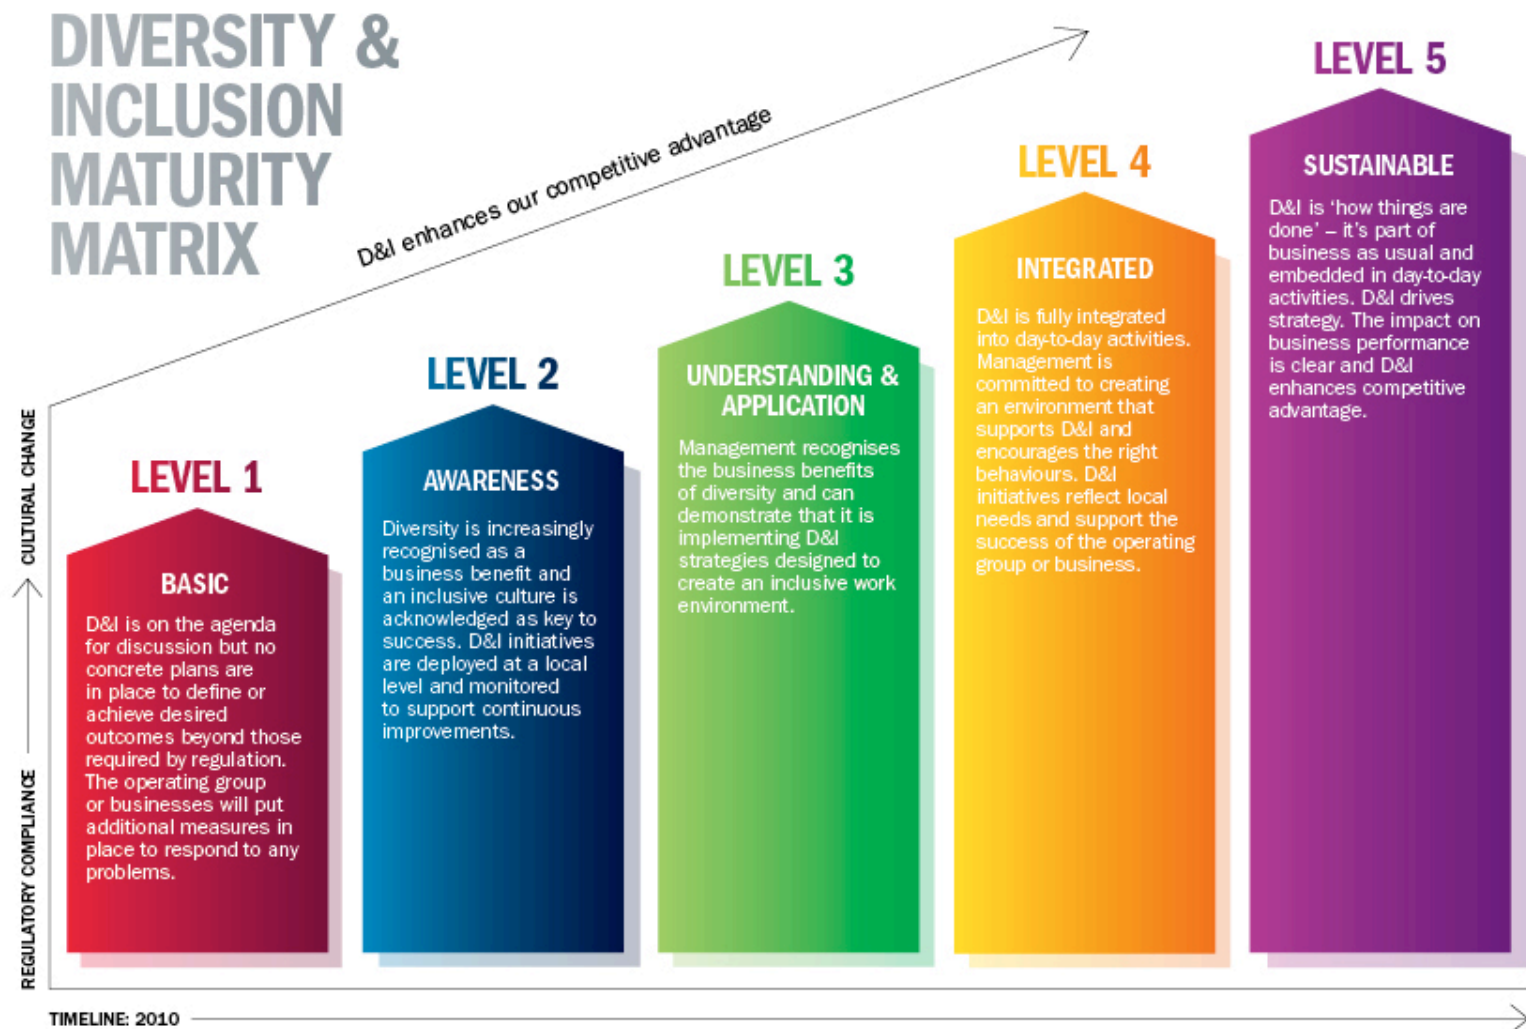 DIVERSITY &
INCLUSION
MATURITY
MATRIX
D&I enhances our competitive advantage
CULTURAL CHANGE
REGULATORY COMPLIANCE
LEVEL 1
BASIC
D&I is on the agenda
for discussion but no
concrete plans are
in place to define or
achieve desired
outcomes beyond those
required by regulation.
The operating group
or businesses will put
additional measures in
place to respond to any
problems.
LEVEL 2
AWARENESS
Diversity is increasingly
recognised as a
business benefit and
an inclusive culture is
acknowledged as key to
success. D&I initiatives
are deployed at a local
level and monitored
to support continuous
improvements.
LEVEL 3
UNDERSTANDING &
APPLICATION
Management recognises
the business benefits
of diversity and can
demonstrate that it is
implementing D&I
strategies designed to
create an inclusive work
environment.
LEVEL 4
INTEGRATED
D&I is fully integrated
into day-to-day activities.
Management is
committed to creating
an environment that
supports D&I and
encourages the right
behaviours. D&I
initiatives reflect local
needs and support the
success of the operating
group or business.
LEVEL 5
SUSTAINABLE
D&I is ‘how things are
done’ – it’s part of
business as usual and
embedded in day-to-day
activities. D&I drives
strategy. The impact on
business performance
is clear and D&I
enhances competitive
advantage.
TIMELINE: 2010